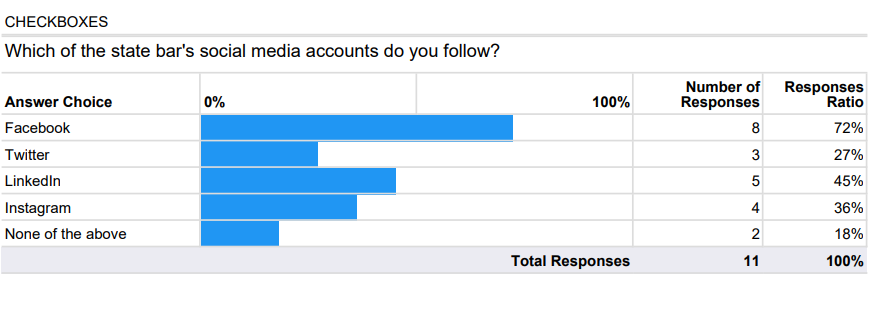 CHECKBOXES
Which of the state bar's social media accounts do you follow?
Answer Choice 0% 100% Number of Responses Responses Ratio
Facebook 8 72%
Twitter 3 27%
LinkedIn 5 45%
Instagram 4 36%
None of the above 2 18%
Total Responses 11 100%